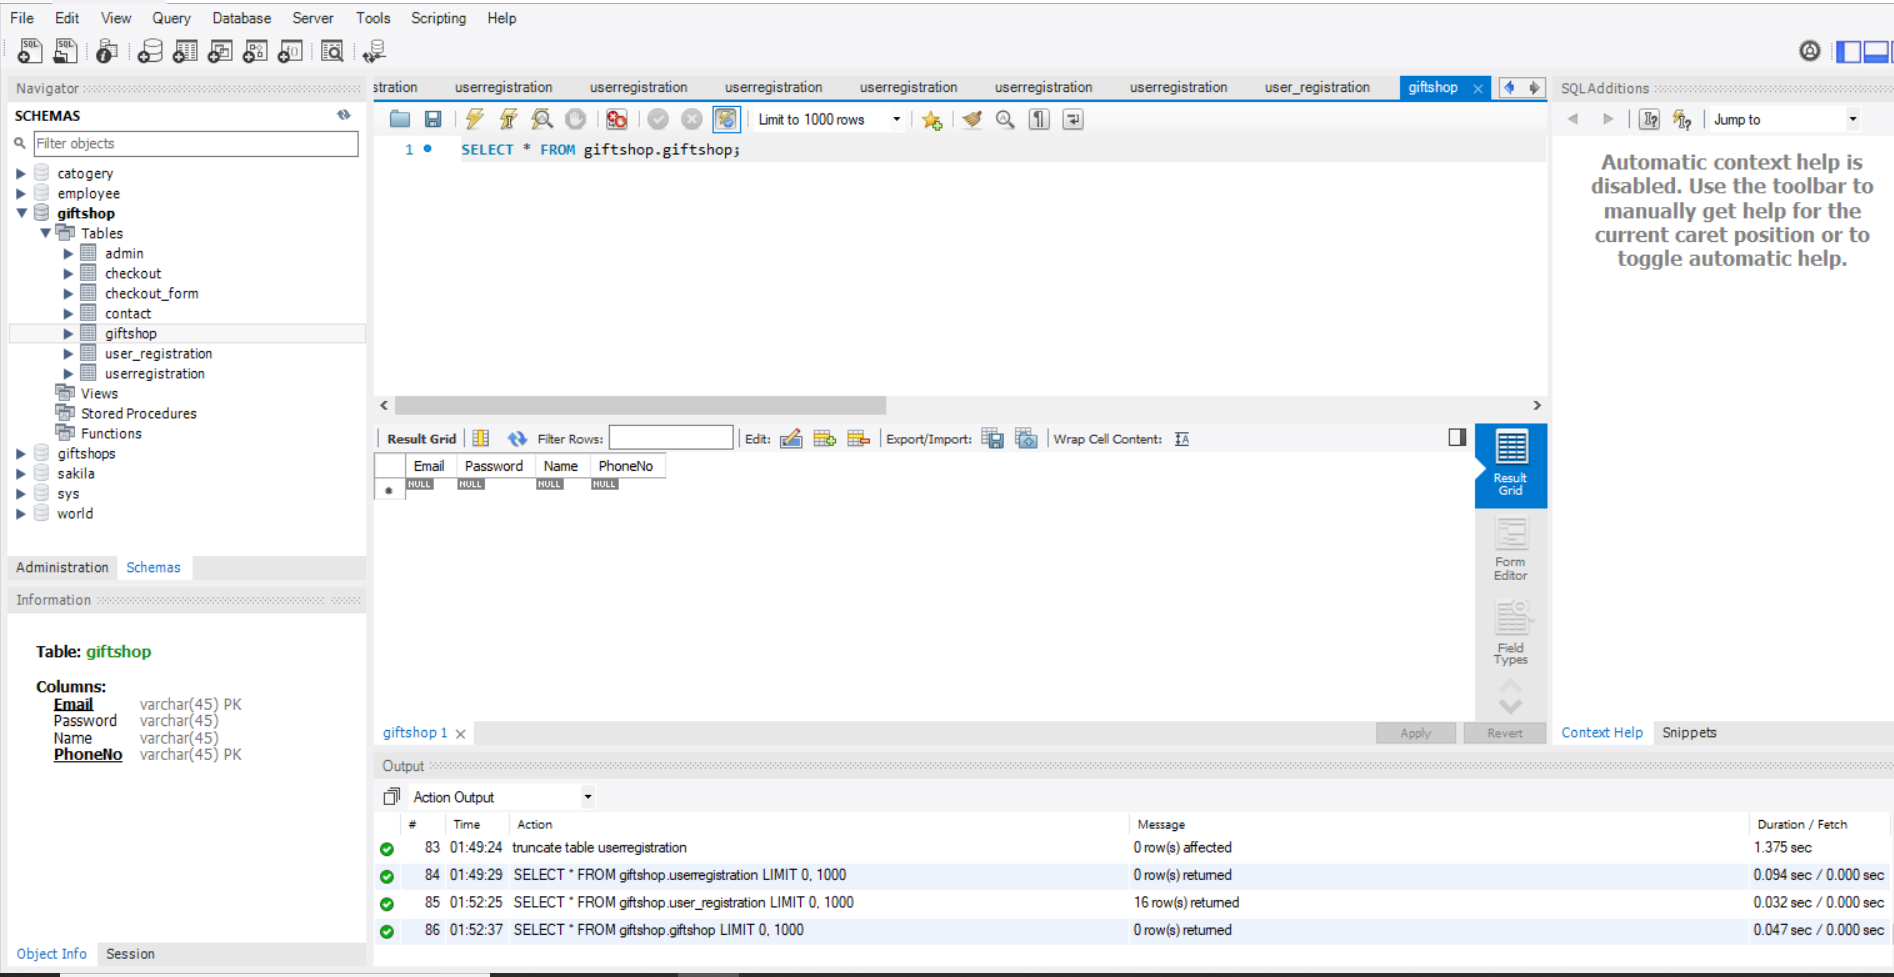 File Edit View Query Database Server Tools Scripting Help
Navigator
SCHEMAS
Filter objects
catogery
employee
giftshop
Tables
admin
checkout
checkout_form
contact
giftshop
user_registration
userregistration
Views
Stored Procedures
Functions
giftshops
sakila
sys
world
Administration Schemas
Information
Table: giftshop
Columns:
Email varchar(45) PK
Password varchar(45)
Name varchar(45)
PhoneNo varchar(45) PK
Object Info Session
stration userregistration userregistration userregistration userregistration userregistration userregistration user_registration giftshop
Limit to 1000 rows
1 SELECT * FROM giftshop.giftshop;
Result Grid Filter Rows: Edit: Export/Import: Wrap Cell Content:
Email Password Name PhoneNo
NULL NULL NULL NULL
Result
Grid
Form
Editor
Field
Types
giftshop 1 Apply Revert
SQLAdditions
Jump to
Automatic context help is
disabled. Use the toolbar to
manually get help for the
current caret position or to
toggle automatic help.
Context Help Snippets
Output
Action Output
# Time Action Message Duration / Fetch
83 01:49:24 truncate table userregistration 0 row(s) affected 1.375 sec
84 01:49:29 SELECT * FROM giftshop.userregistration LIMIT 0, 1000 0 row(s) returned 0.094 sec / 0.000 sec
85 01:52:25 SELECT * FROM giftshop.user_registration LIMIT 0, 1000 16 row(s) returned 0.032 sec / 0.000 sec
86 01:52:37 SELECT * FROM giftshop.giftshop LIMIT 0, 1000 0 row(s) returned 0.047 sec / 0.000 sec